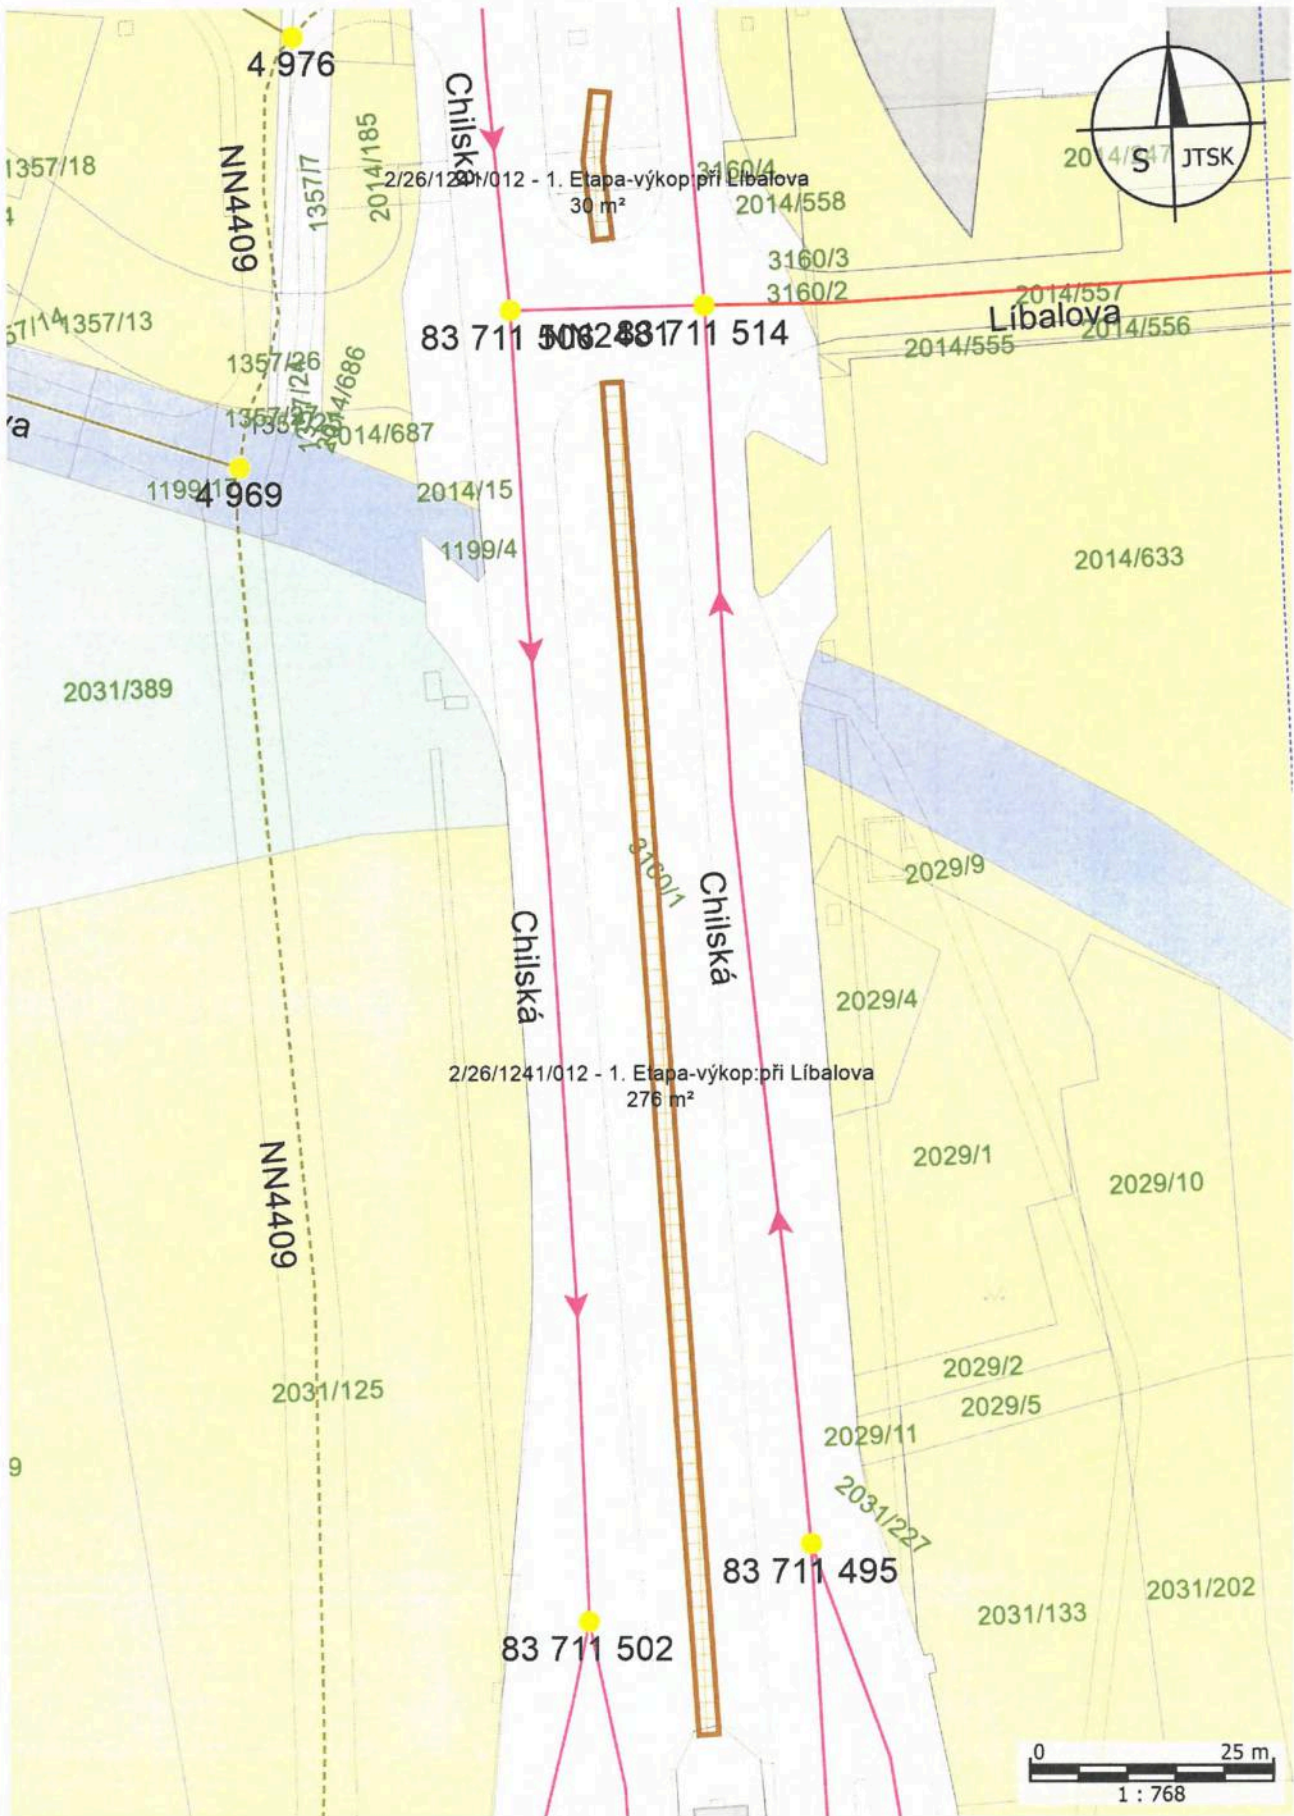 4 976
Chilská
1357/18
NN4409
1357/7
2014/185
3160/4
S JTSK
2/26/1241/012 - 1. Etapa-výkop:při Líbalova
30 m²
2014/558
3160/3
3160/2
2014/557
Líbalova
2014/556
2014/555
1357/13
83 711 514
1357/26
2014/686
2014/687
4 969
2014/15
1199/4
2014/633
2031/389
3160/1
2029/9
Chilská
Chilská
2029/4
2/26/1241/012 - 1. Etapa-výkop:při Líbalova
276 m²
2029/1
2029/10
NN4409
2031/125
2029/2
2029/5
2029/11
9
2031/227
83 711 495
2031/202
2031/133
83 711 502
0 25 m
1 : 768